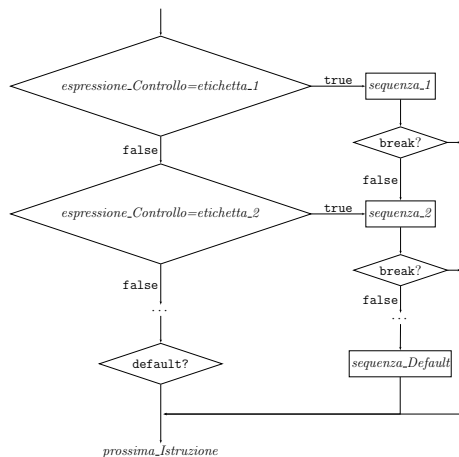 espressione_Controllo=etichetta_1
true
sequenza_1
break?
false
false
espressione_Controllo=etichetta_2
true
sequenza_2
break?
false
false
...
...
default?
sequenza_Default
prossima_Istruzione